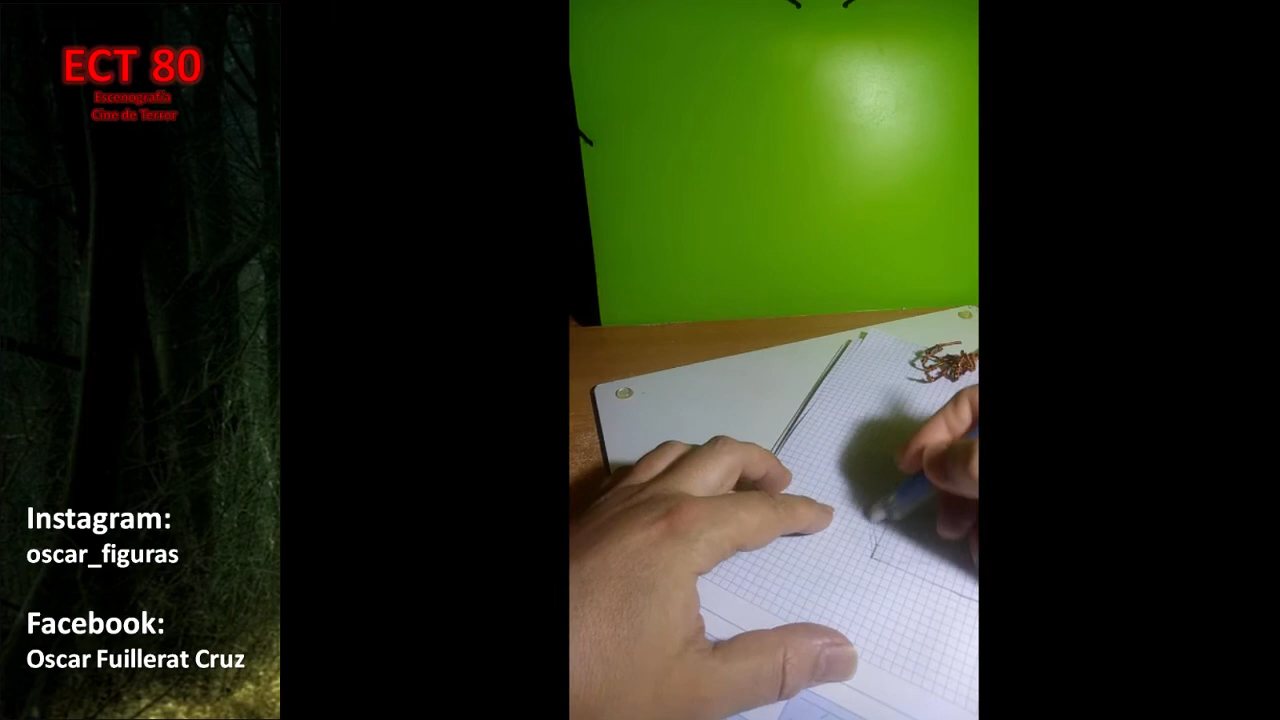 ECT 80
Escenografía
Cine de Terror
Instagram:
oscar_figuras
Facebook:
Oscar Fuillerat Cruz